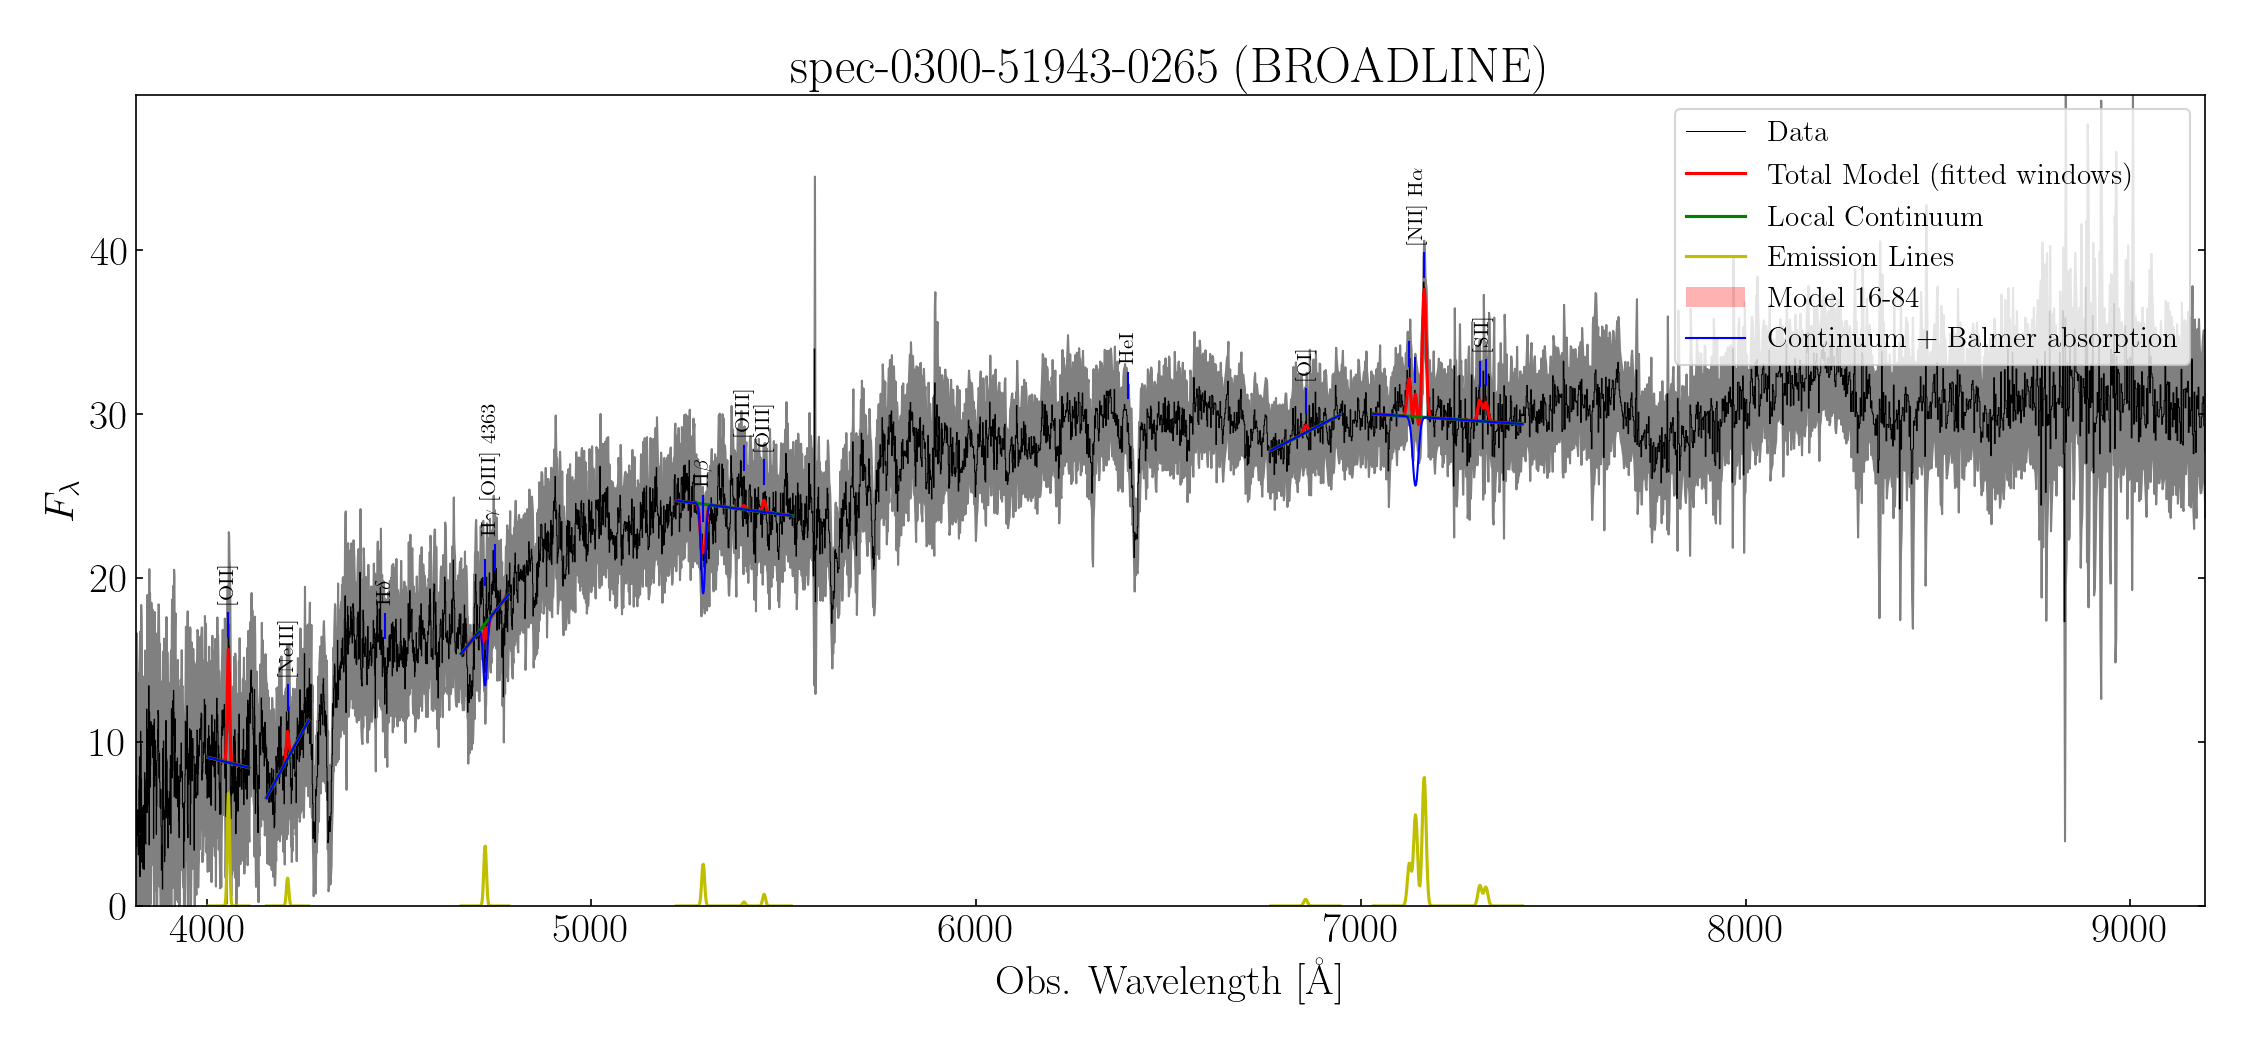 spec-0300-51943-0265 (BROADLINE)
Data
Total Model (fitted windows)
Local Continuum
Emission Lines
Model 16-84
Continuum + Balmer absorption
[OII]
[NeIII]
Hδ
Hγ [OIII] 4363
Hβ
[OIII]
[OIII]
HeI
[OI]
[NII] Hα
[SII]
F_λ
40
30
20
10
0
4000
5000
6000
7000
8000
9000
Obs. Wavelength [Å]